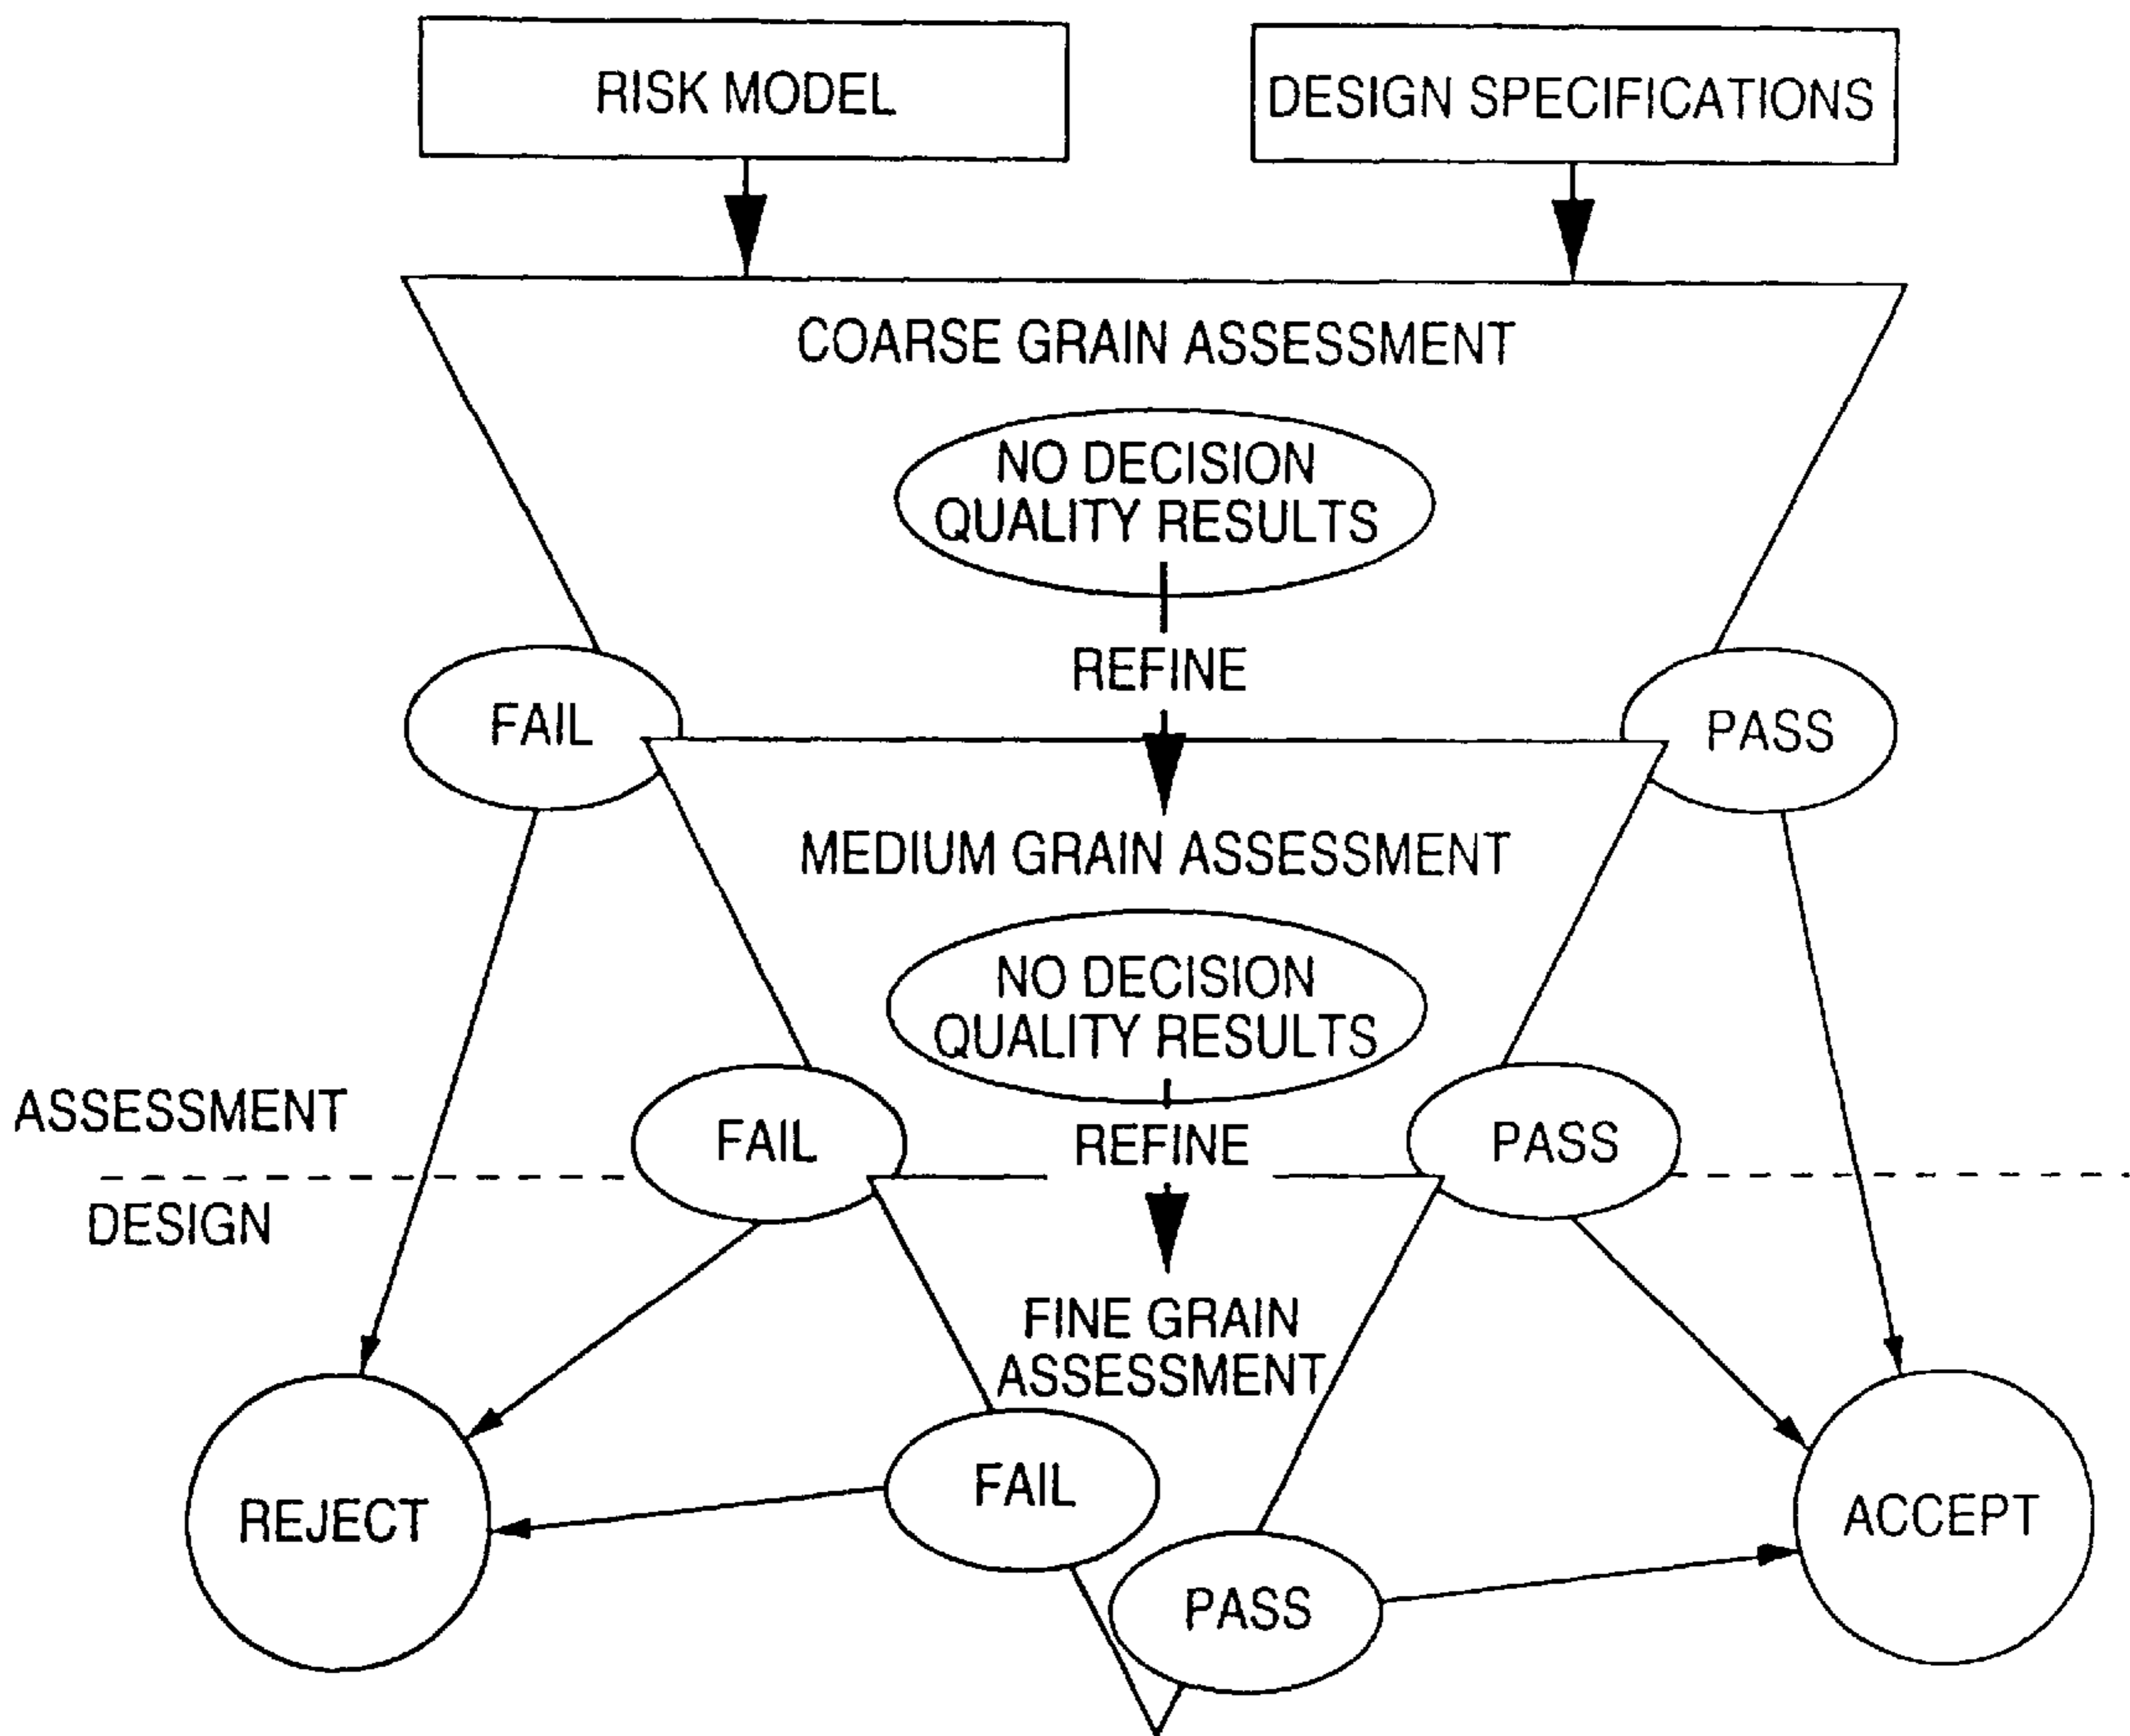 RISK MODEL
DESIGN SPECIFICATIONS
COARSE GRAIN ASSESSMENT
NO DECISION
QUALITY RESULTS
REFINE
FAIL
PASS
MEDIUM GRAIN ASSESSMENT
NO DECISION
QUALITY RESULTS
ASSESSMENT
FAIL
REFINE
PASS
DESIGN
FINE GRAIN
ASSESSMENT
FAIL
REJECT
ACCEPT
PASS